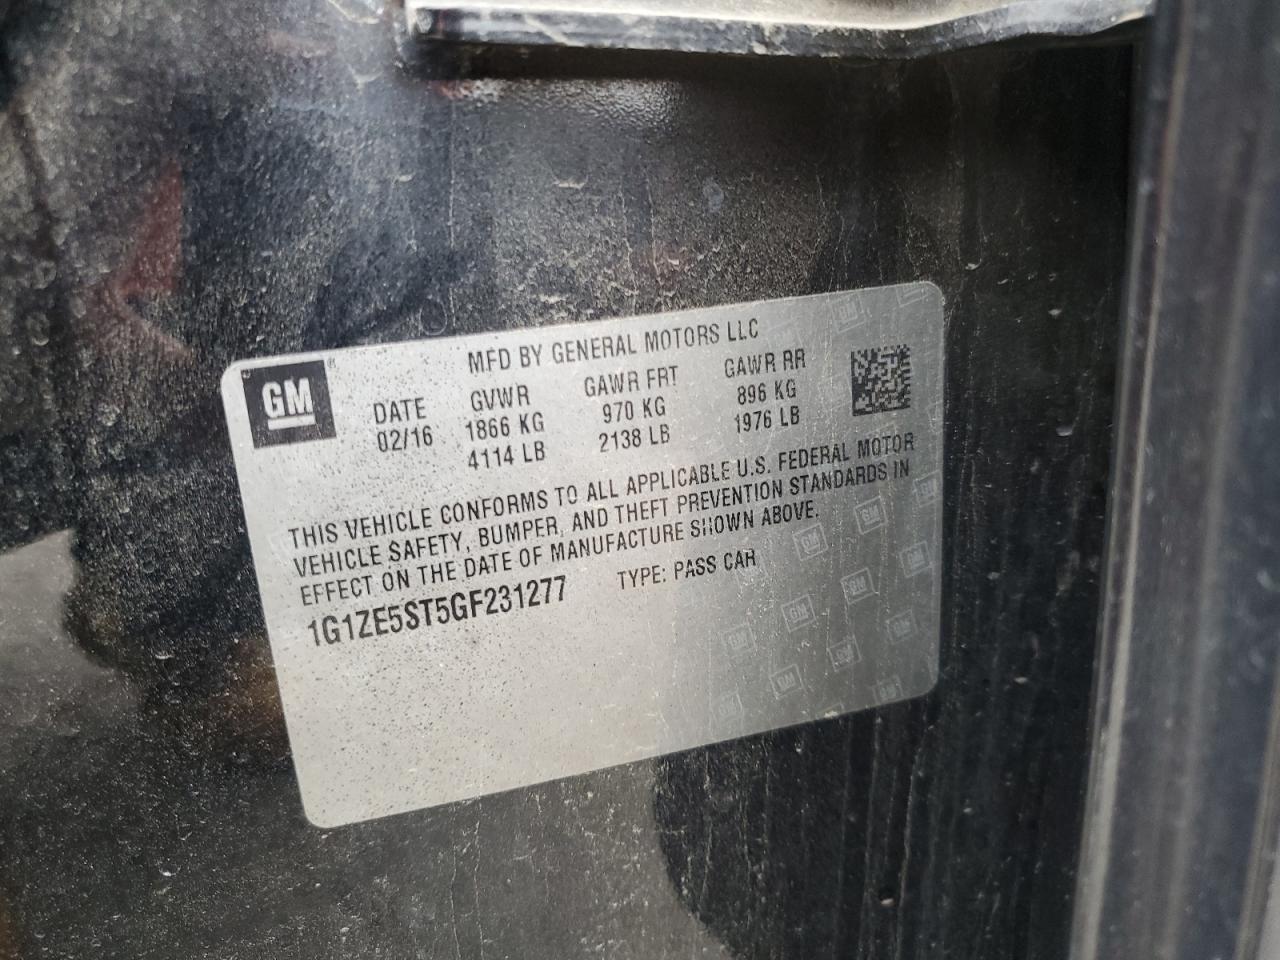 GM
MFD BY GENERAL MOTORS LLC
DATE GVWR GAWR FRT GAWR RR
02/16 1866 KG 970 KG 896 KG
4114 LB 2138 LB 1976 LB
THIS VEHICLE CONFORMS TO ALL APPLICABLE U.S. FEDERAL MOTOR
VEHICLE SAFETY, BUMPER, AND THEFT PREVENTION STANDARDS IN
EFFECT ON THE DATE OF MANUFACTURE SHOWN ABOVE.
1G1ZE5ST5GF231277 TYPE: PASS CAR